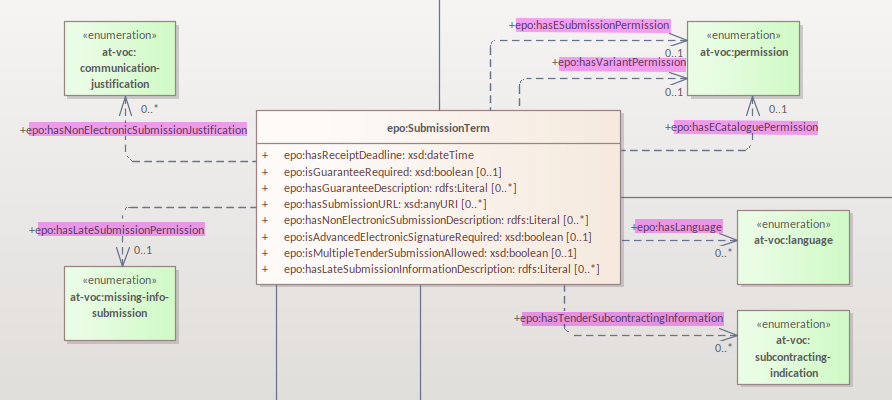 «enumeration»
at-voc:
communication-
justification
0..*
+epo:hasNonElectronicSubmissionJustification
+epo:hasESubmissionPermission
0..1
+epo:hasVariantPermission
0..1
«enumeration»
at-voc:permission
0..1
+epo:hasECataloguePermission
epo:SubmissionTerm
+ epo:hasReceiptDeadline: xsd:dateTime
+ epo:isGuaranteeRequired: xsd:boolean [0..1]
+ epo:hasGuaranteeDescription: rdfs:Literal [0..*]
+ epo:hasSubmissionURL: xsd:anyURI [0..*]
+ epo:hasNonElectronicSubmissionDescription: rdfs:Literal [0..*]
+ epo:isAdvancedElectronicSignatureRequired: xsd:boolean [0..1]
+ epo:isMultipleTenderSubmissionAllowed: xsd:boolean [0..1]
+ epo:hasLateSubmissionInformationDescription: rdfs:Literal [0..*]
+epo:hasLateSubmissionPermission
0..1
«enumeration»
at-voc:missing-info-
submission
+epo:hasLanguage
0..*
«enumeration»
at-voc:language
+epo:hasTenderSubcontractingInformation
0..*
«enumeration»
at-voc:
subcontracting-
indication